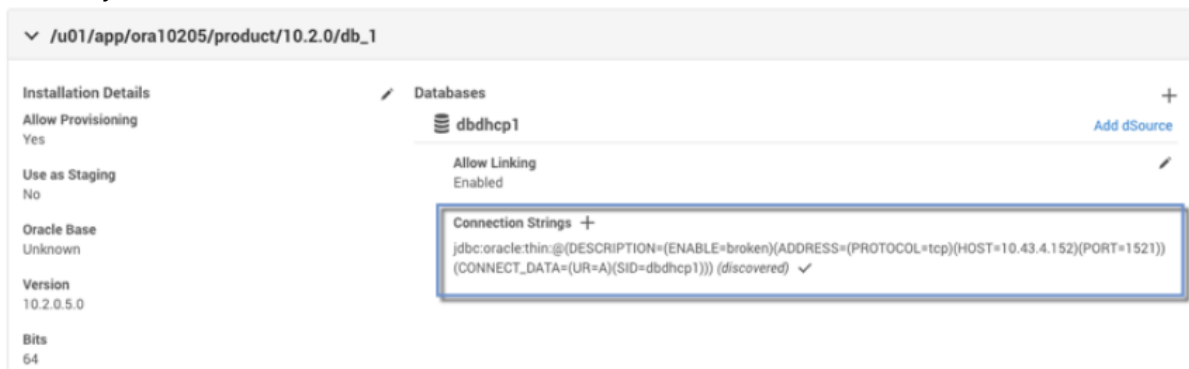 /u01/app/ora10205/product/10.2.0/db_1
Installation Details
Allow Provisioning
Yes
Use as Staging
No
Oracle Base
Unknown
Version
10.2.0.5.0
Bits
64
Databases
dbdhcp1
Add dSource
Allow Linking
Enabled
Connection Strings +
jdbc:oracle:thin:@(DESCRIPTION=(ENABLE=broken)(ADDRESS=(PROTOCOL=tcp)(HOST=10.43.4.152)(PORT=1521))
(CONNECT_DATA=(UR=A)(SID=dbdhcp1))) (discovered) ✓